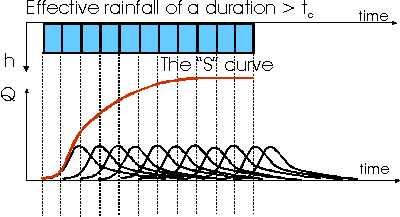 Effective rainfall of a duration > tc
time
h
The "S" curve
Q
time